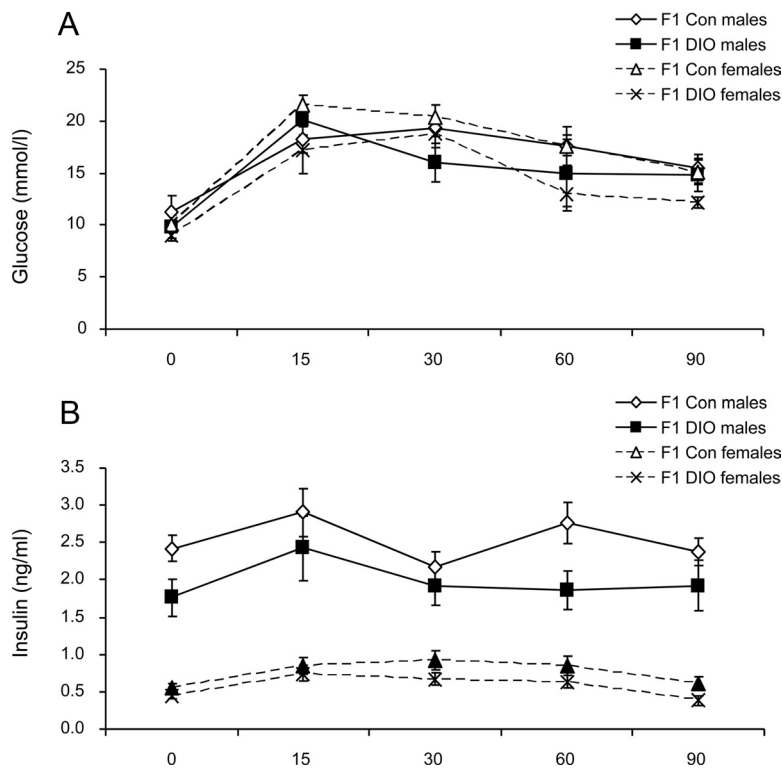 A
F1 Con males
F1 DIO males
F1 Con females
F1 DIO females
25
20
15
10
5
0
Glucose (mmol/l)
0 15 30 60 90
B
F1 Con males
F1 DIO males
F1 Con females
F1 DIO females
3.5
3.0
2.5
2.0
1.5
1.0
0.5
0.0
Insulin (ng/ml)
0 15 30 60 90